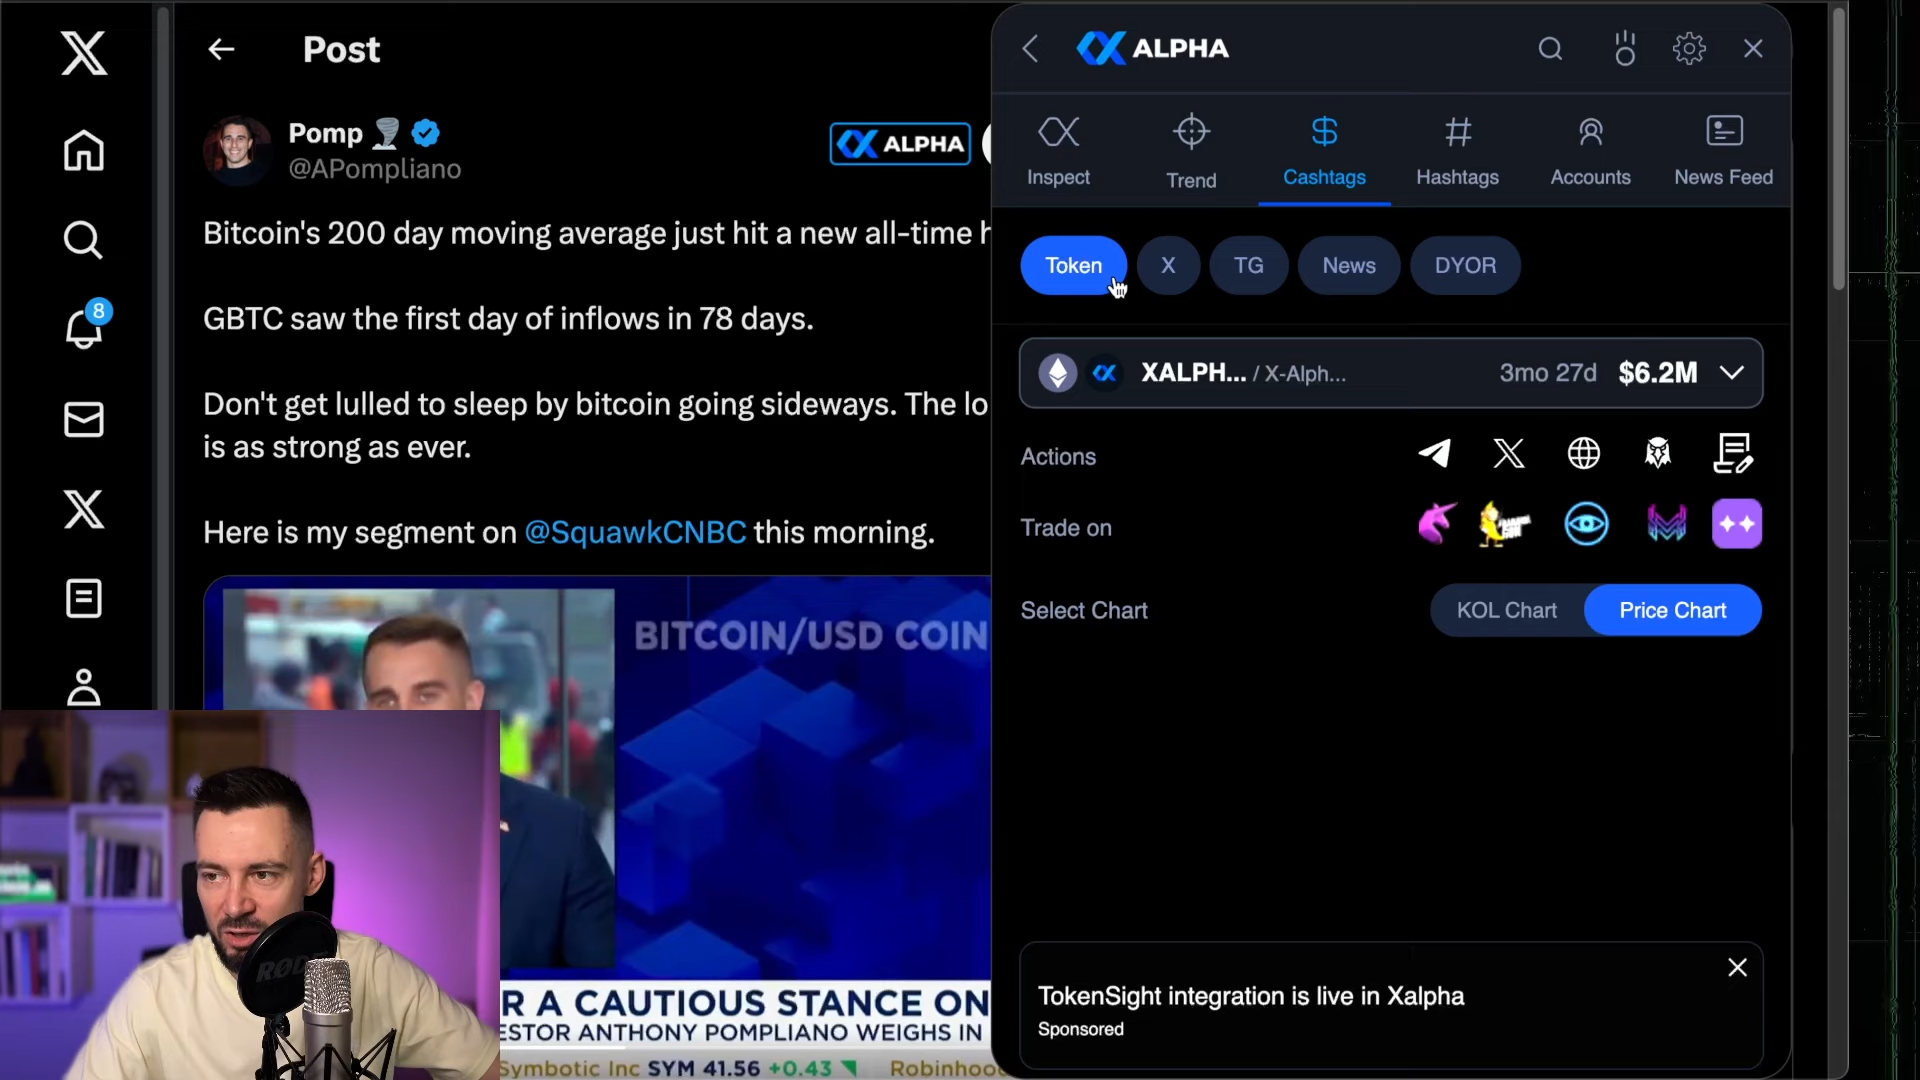 Post
Pomp
@APompliano
ALPHA
Bitcoin's 200 day moving average just hit a new all-time h
GBTC saw the first day of inflows in 78 days.
Don't get lulled to sleep by bitcoin going sideways. The lo
is as strong as ever.
Here is my segment on @SquawkCNBC this morning.
8
BITCOIN/USD COIN
R A CAUTIOUS STANCE ON
ESTOR ANTHONY POMPLIANO WEIGHS IN
Symbotic Inc SYM 41.56 +0.43 Robinhoo
RØDE
ALPHA
Inspect
Trend
Cashtags
Hashtags
Accounts
News Feed
Token
X
TG
News
DYOR
XALPH... / X-Alph...
3mo 27d
$6.2M
Actions
Trade on
Select Chart
KOL Chart
Price Chart
TokenSight integration is live in Xalpha
Sponsored